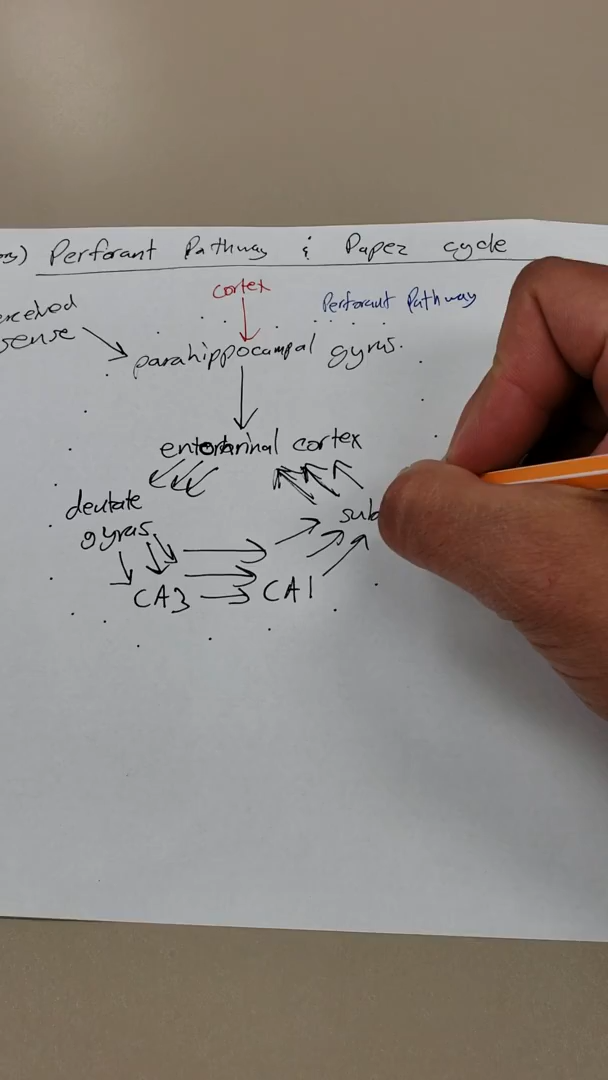 Perforant Pathway & Papez cycle
cortex
Perforant Pathway
sense
parahippocampal gyrus.
entorhinal cortex
dentate
gyrus
CA3
CA1